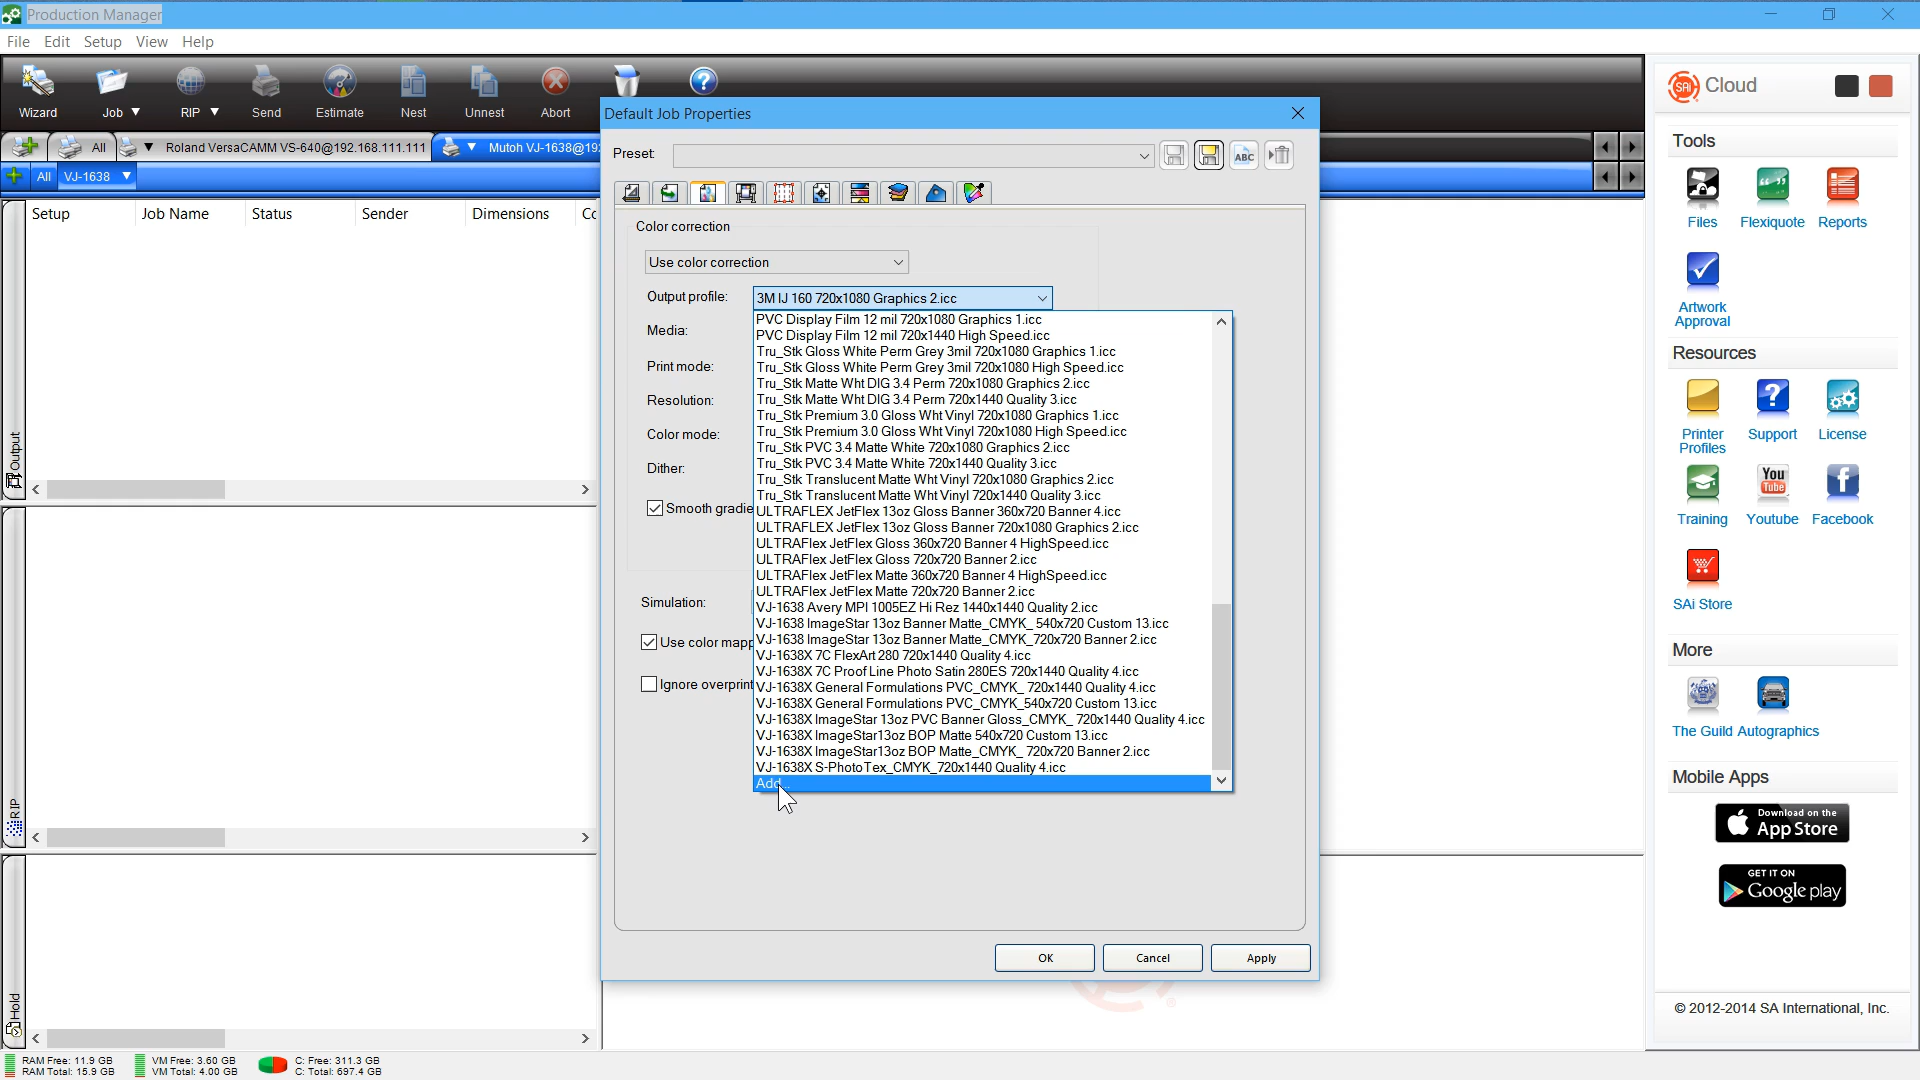 Production Manager
File Edit Setup View Help
Wizard Job RIP Send Estimate Nest Unnest Abort
All Roland VersaCAMM VS-640@192.168.111.111 Mutoh VJ-1638@19
All VJ-1638
Setup Job Name Status Sender Dimensions Co
Output
RIP
Hold
Default Job Properties
Preset:
ABC
Color correction
Use color correction
Output profile: 3M IJ 160 720x1080 Graphics 2.icc
Media:
Print mode:
Resolution:
Color mode:
Dither:
Smooth gradie
Simulation:
Use color mapp
Ignore overprint
PVC Display Film 12 mil 720x1080 Graphics 1.icc
PVC Display Film 12 mil 720x1440 High Speed.icc
Tru_Stk Gloss White Perm Grey 3mil 720x1080 Graphics 1.icc
Tru_Stk Gloss White Perm Grey 3mil 720x1080 High Speed.icc
Tru_Stk Matte Wht DIG 3.4 Perm 720x1080 Graphics 2.icc
Tru_Stk Matte Wht DIG 3.4 Perm 720x1440 Quality 3.icc
Tru_Stk Premium 3.0 Gloss Wht Vinyl 720x1080 Graphics 1.icc
Tru_Stk Premium 3.0 Gloss Wht Vinyl 720x1080 High Speed.icc
Tru_Stk PVC 3.4 Matte White 720x1080 Graphics 2.icc
Tru_Stk PVC 3.4 Matte White 720x1440 Quality 3.icc
Tru_Stk Translucent Matte Wht Vinyl 720x1080 Graphics 2.icc
Tru_Stk Translucent Matte Wht Vinyl 720x1440 Quality 3.icc
ULTRAFLEX JetFlex 13oz Gloss Banner 360x720 Banner 4.icc
ULTRAFLEX JetFlex 13oz Gloss Banner 720x1080 Graphics 2.icc
ULTRAFlex JetFlex Gloss 360x720 Banner 4 HighSpeed.icc
ULTRAFlex JetFlex Gloss 720x720 Banner 2.icc
ULTRAFlex JetFlex Matte 360x720 Banner 4 HighSpeed.icc
ULTRAFlex JetFlex Matte 720x720 Banner 2.icc
VJ-1638 Avery MPI 1005EZ Hi Rez 1440x1440 Quality 2.icc
VJ-1638 ImageStar 13oz Banner Matte_CMYK_ 540x720 Custom 13.icc
VJ-1638 ImageStar 13oz Banner Matte_CMYK_720x720 Banner 2.icc
VJ-1638X 7C FlexArt 280 720x1440 Quality 4.icc
VJ-1638X 7C ProofLine Photo Satin 280ES 720x1440 Quality 4.icc
VJ-1638X General Formulations PVC_CMYK_ 720x1440 Quality 4.icc
VJ-1638X General Formulations PVC_CMYK_540x720 Custom 13.icc
VJ-1638X ImageStar 13oz PVC Banner Gloss_CMYK_ 720x1440 Quality 4.icc
VJ-1638X ImageStar13oz BOP Matte 540x720 Custom 13.icc
VJ-1638X ImageStar13oz BOP Matte_CMYK_ 720x720 Banner 2.icc
VJ-1638X S-PhotoTex_CMYK_720x1440 Quality 4.icc
Add...
OK Cancel Apply
SAi Cloud
Tools
Files Flexiquote Reports
Artwork
Approval
Resources
Printer
Profiles
Support License
You
Tube
Training Youtube Facebook
SAi Store
More
The Guild Autographics
Mobile Apps
Download on the
App Store
GET IT ON
Google play
© 2012-2014 SA International, Inc.
RAM Free: 11.9 GB VM Free: 3.60 GB C: Free: 311.3 GB
RAM Total: 15.9 GB VM Total: 4.00 GB C: Total: 697.4 GB